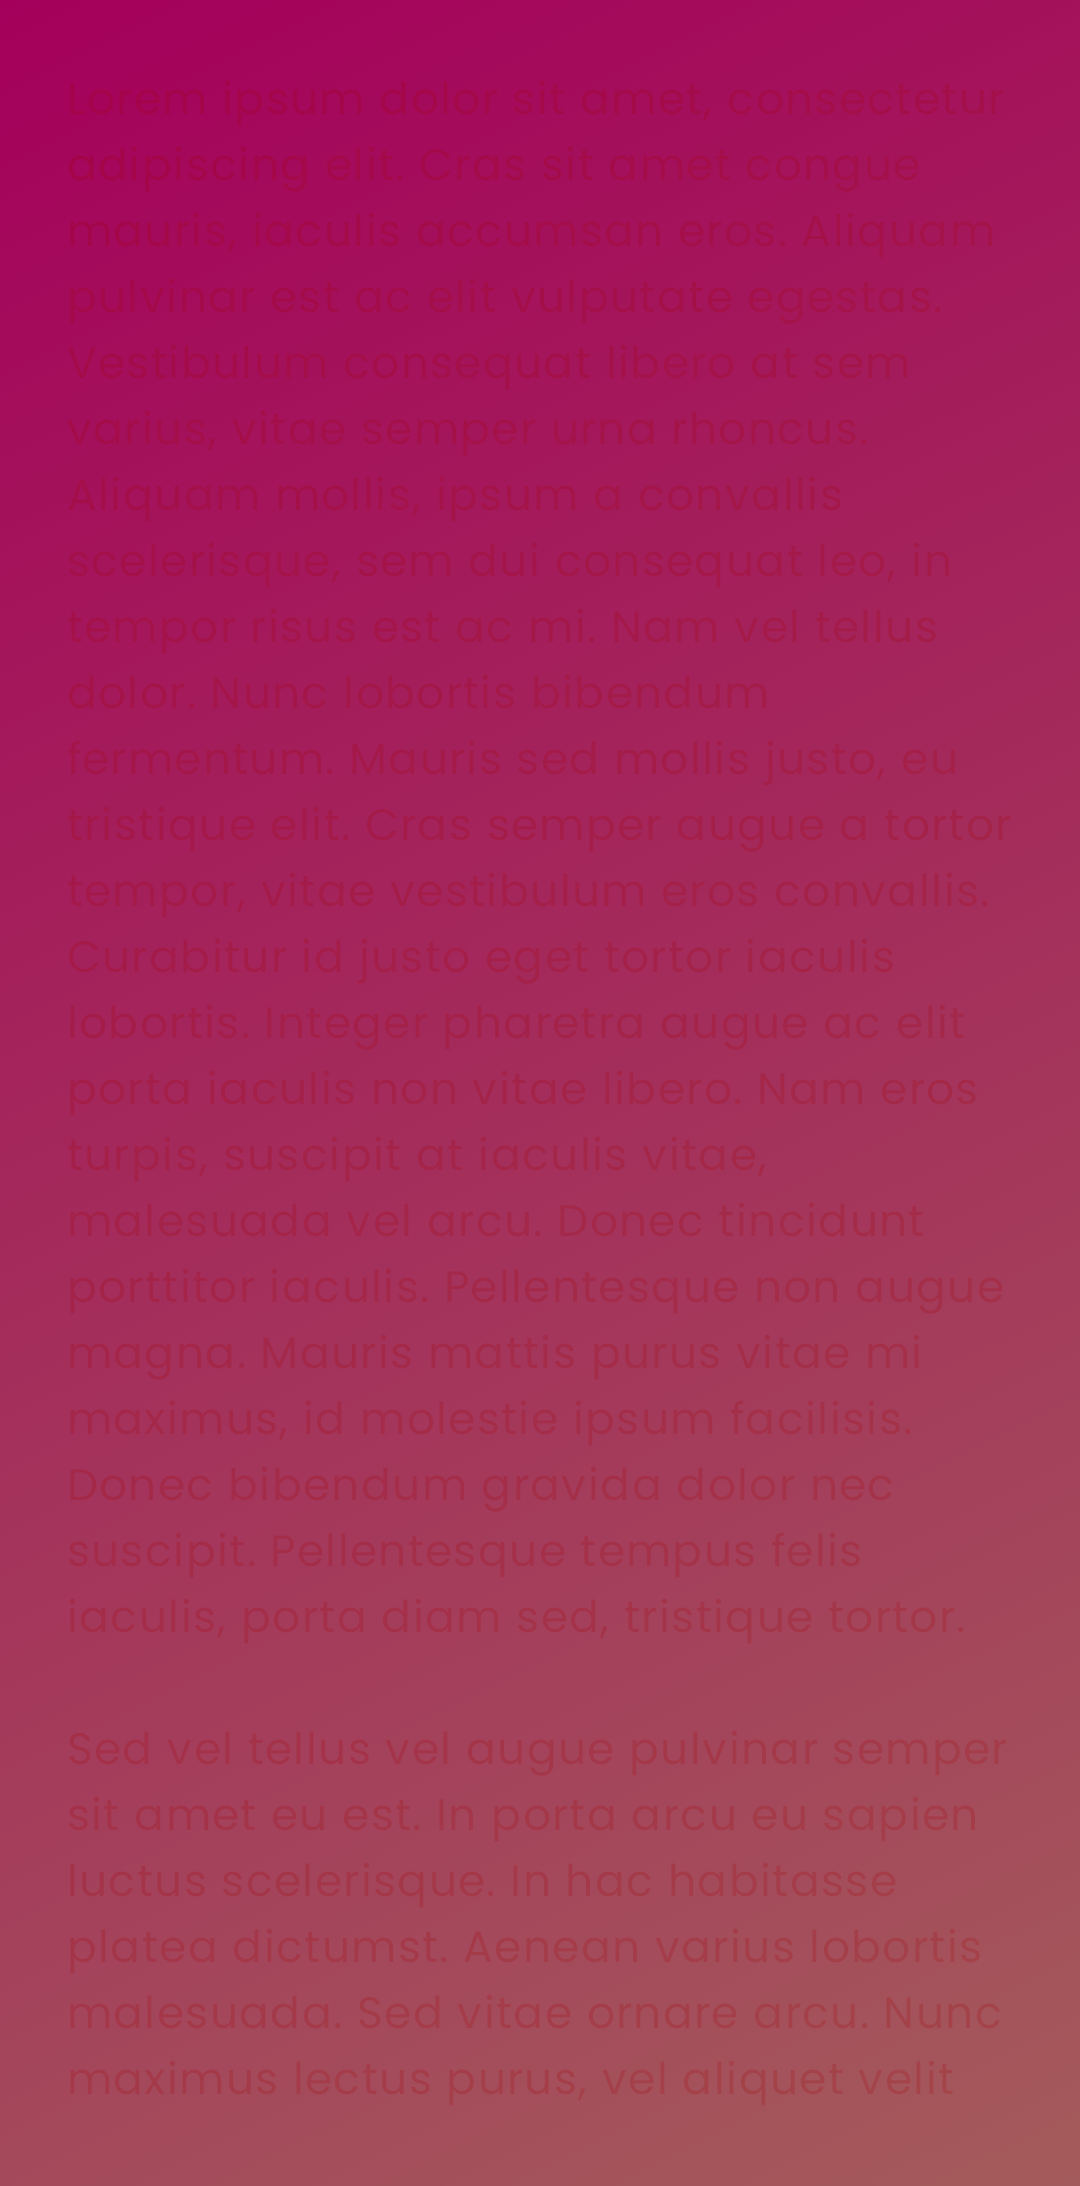 Lorem ipsum dolor sit amet, consectetur
adipiscing elit. Cras sit amet congue
mauris, iaculis accumsan eros. Aliquam
pulvinar est ac elit vulputate egestas.
Vestibulum consequat libero at sem
varius, vitae semper urna rhoncus.
Aliquam mollis, ipsum a convallis
scelerisque, sem dui consequat leo, in
tempor risus est ac mi. Nam vel tellus
dolor. Nunc lobortis bibendum
fermentum. Mauris sed mollis justo, eu
tristique elit. Cras semper augue a tortor
tempor, vitae vestibulum eros convallis.
Curabitur id justo eget tortor iaculis
lobortis. Integer pharetra augue ac elit
porta iaculis non vitae libero. Nam eros
turpis, suscipit at iaculis vitae,
malesuada vel arcu. Donec tincidunt
porttitor iaculis. Pellentesque non augue
magna. Mauris mattis purus vitae mi
maximus, id molestie ipsum facilisis.
Donec bibendum gravida dolor nec
suscipit. Pellentesque tempus felis
iaculis, porta diam sed, tristique tortor.
Sed vel tellus vel augue pulvinar semper
sit amet eu est. In porta arcu eu sapien
luctus scelerisque. In hac habitasse
platea dictumst. Aenean varius lobortis
malesuada. Sed vitae ornare arcu. Nunc
maximus lectus purus, vel aliquet velit